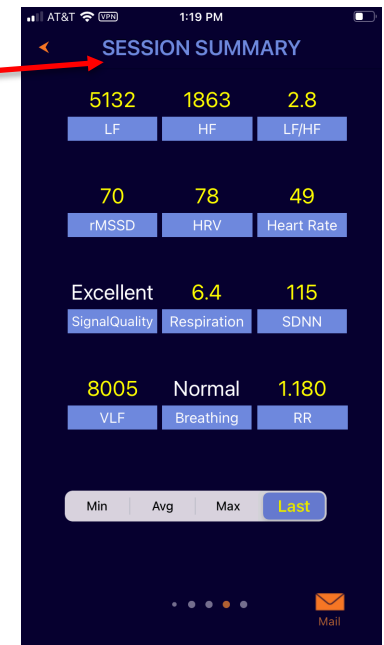 AT&T VPN 1:19 PM
SESSION SUMMARY
5132 1863 2.8
LF HF LF/HF
70 78 49
rMSSD HRV Heart Rate
Excellent 6.4 115
SignalQuality Respiration SDNN
8005 Normal 1.180
VLF Breathing RR
Min Avg Max Last
Mail